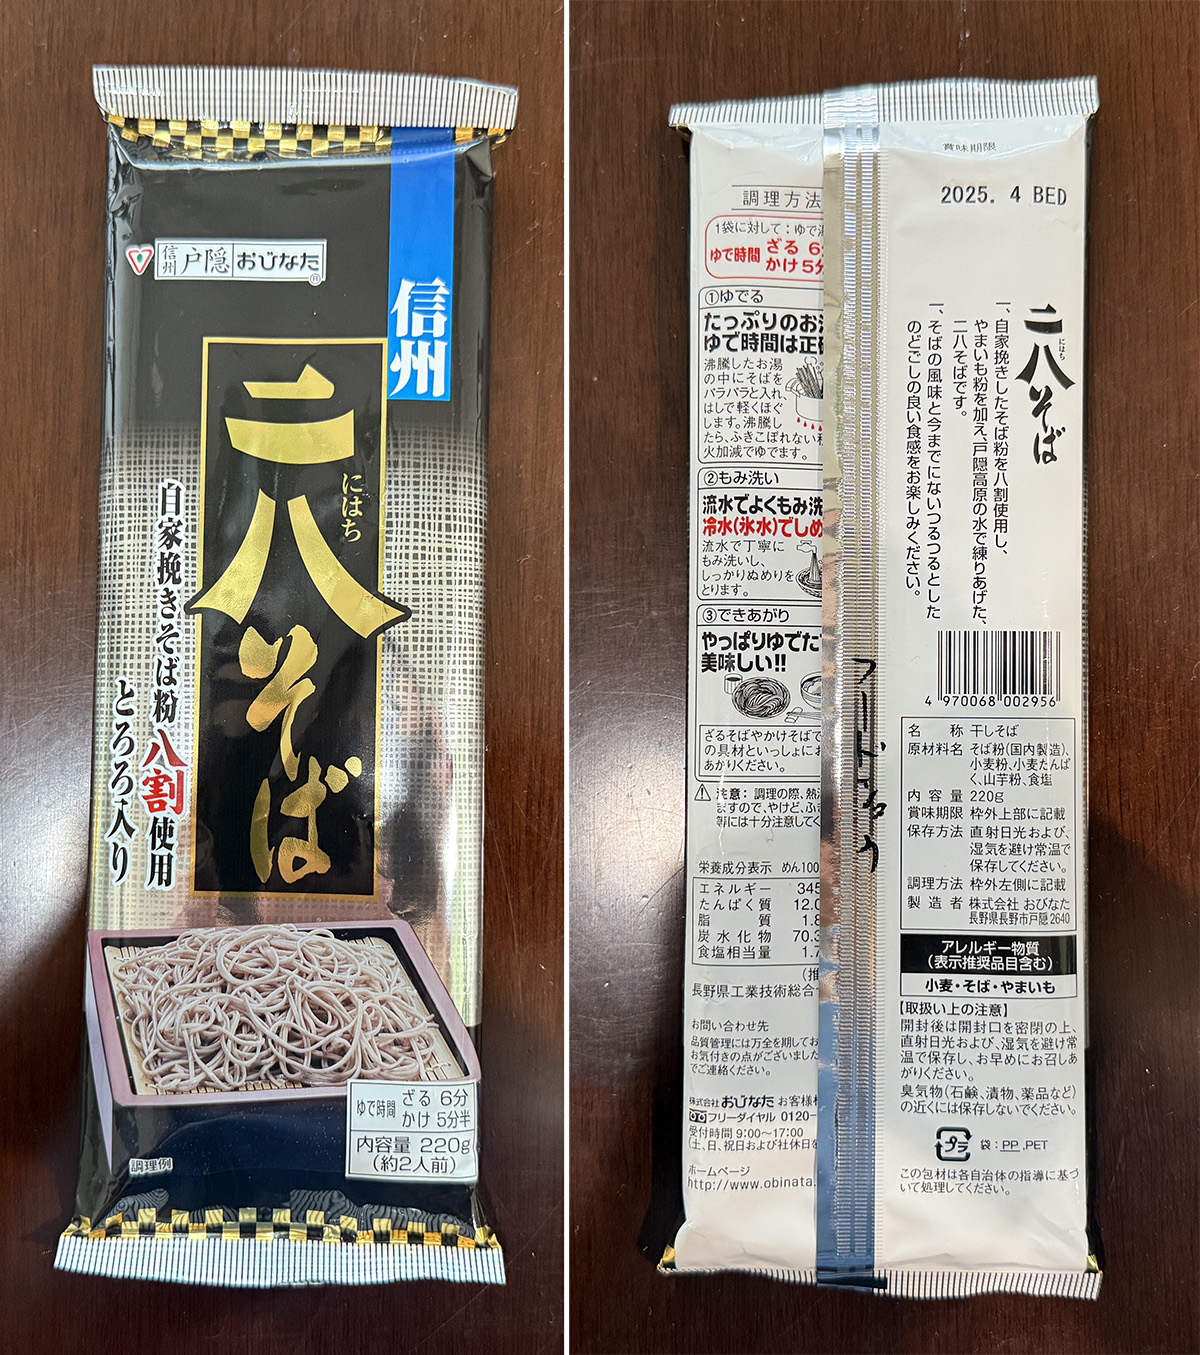 信州
戸隠
おびなた
®
信州
二八そば
にはち
自家挽きそば粉八割使用
とろろ入り
ゆで時間
ざる 6分
かけ 5分半
内容量 220g
(約2人前)
調理例
賞味期限
2025. 4 BED
二八そば
にはち
一、自家挽きしたそば粉を八割使用し、
やまいも粉を加え、戸隠高原の水で練りあげた、
二八そばです。
一、そばの風味と今までにないつるつるとした
のどごしの良い食感をお楽しみください。
調理方法
1袋に対して:ゆで
ゆで時間
ざる 6
かけ 5分
①ゆでる
たっぷりのお
ゆで時間は正
沸騰したお湯
の中にそばを
バラバラと入れ、
はしで軽くほぐ
します。沸騰し
たら、ふきこぼれない
火加減でゆでます。
②もみ洗い
流水でよくもみ洗
冷水(氷水)でしめ
流水で丁寧に
もみ洗いし、
しっかりぬめりを
とります。
③できあがり
やっぱりゆでた
美味しい!!
ざるそばやかけそばで
の具材といっしょにお
あがりください。
注意: 調理の際、熱
ますので、やけど、ふき
等には十分注意して
栄養成分表示 めん100
エネルギー 345
たんぱく質 12.0
脂質 1.8
炭水化物 70.3
食塩相当量 1.7
(推
長野県工業技術総合
お問い合わせ先
品質管理には万全を期してお
お気付きの点がございました
でご連絡ください。
株式会社 おびなた お客様
フリーダイヤル 0120-
受付時間 9:00〜17:00
(土、日、祝日および社休日を
ホームページ
http://www.obinata.
4 970068 002956
名称 干しそば
原材料名 そば粉(国内製造)、
小麦粉、小麦たんぱ
く、山芋粉、食塩
内容量 220g
賞味期限 枠外上部に記載
保存方法 直射日光および、
湿気を避け常温で
保存してください。
調理方法 枠外左側に記載
製造者 株式会社 おびなた
長野県長野市戸隠2640
アレルギー物質
(表示推奨品目含む)
小麦・そば・やまいも
【取扱い上の注意】
開封後は開封口を密閉の上、
直射日光および、湿気を避け常
温で保存し、お早めにお召しあ
がりください。
臭気物(石鹸、漬物、薬品など)
の近くには保存しないでください。
プラ
袋:PP,PET
この包材は各自治体の指導に基づ
いて処理してください。